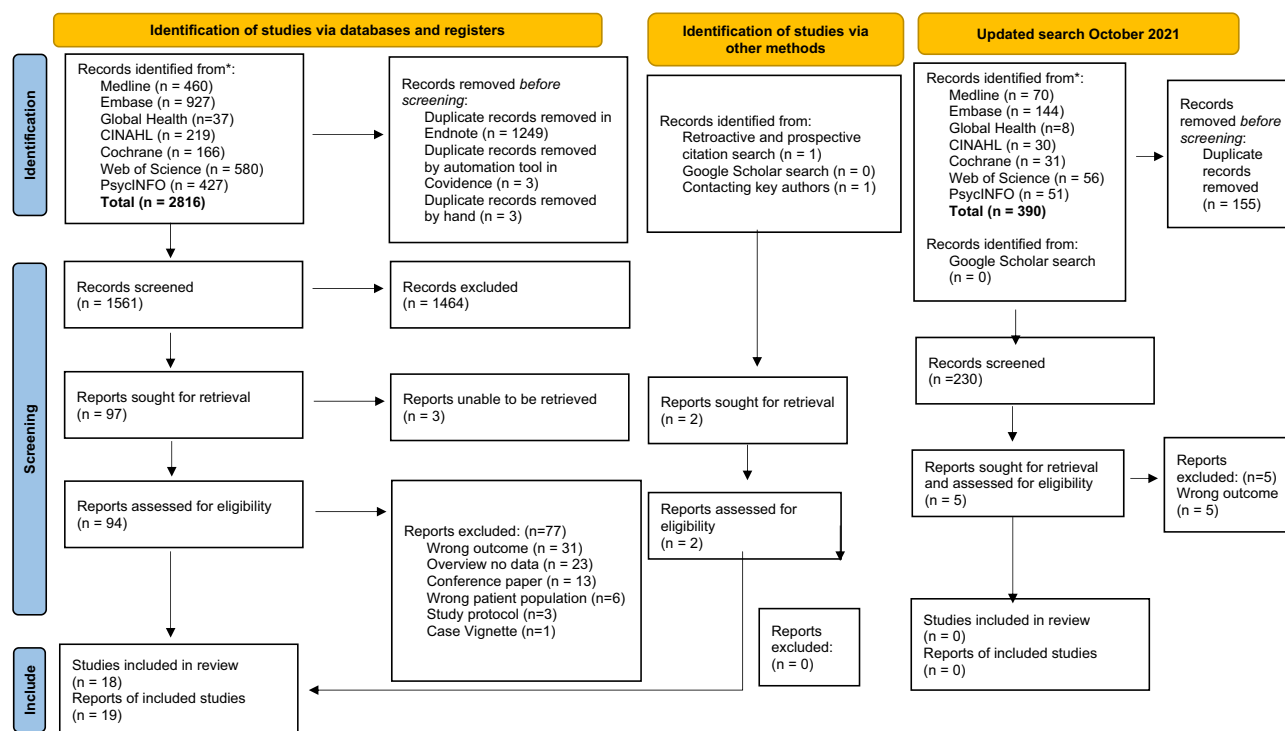 Identification of studies via databases and registers
Identification of studies via
other methods
Updated search October 2021
Identification
Records identified from*:
Medline (n = 460)
Embase (n = 927)
Global Health (n=37)
CINAHL (n = 219)
Cochrane (n = 166)
Web of Science (n = 580)
PsycINFO (n = 427)
Total (n = 2816)
Records removed before
screening:
Duplicate records removed in
Endnote = 1249)
Duplicate records removed
by automation tool in
Covidence (n = 3)
Duplicate records removed
by hand (n = 3)
Records identified from:
Retroactive and prospective
citation search (n = 1)
Google Scholar search (n = 0)
Contacting key authors (n = 1)
Records identified from*:
Medline (n = 70)
Embase (n = 144)
Global Health (n=8)
CINAHL (n = 30)
Cochrane (n = 31)
Web of Science (n = 56)
PsycINFO (n = 51)
Total (n = 390)
Records identified from:
Google Scholar search
(n = 0)
Records
removed before
screening:
Duplicate
records
removed
(n = 155)
Screening
Records screened
(n = 1561)
Records excluded
(n = 1464)
Records screened
(n =230)
Reports sought for retrieval
(n = 97)
Reports unable to be retrieved
(n = 3)
Reports sought for retrieval
(n = 2)
Reports sought for retrieval
and assessed for eligibility
(n = 5)
Reports
excluded: (n=5)
Wrong outcome
(n = 5)
Reports assessed for eligibility
(n = 94)
Reports excluded: (n=77)
Wrong outcome (n = 31)
Overview no data (n = 23)
Conference paper (n = 13)
Wrong patient population (n=6)
Study protocol (n=3)
Case Vignette (n=1)
Reports assessed for
eligibility
(n = 2)
Reports
excluded:
(n = 0)
Studies included in review
(n = 0)
Reports of included studies
(n = 0)
Include
Studies included in review
(n = 18)
Reports of included studies
(n = 19)